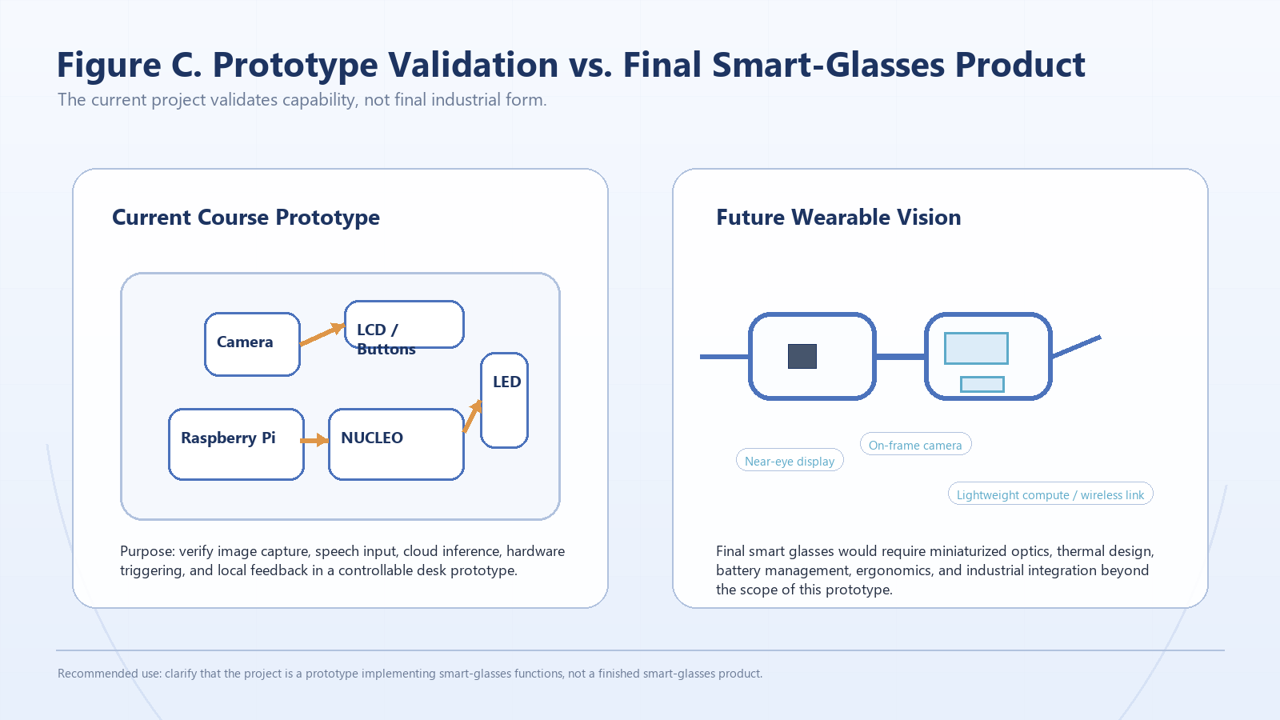 Figure C. Prototype Validation vs. Final Smart-Glasses Product
The current project validates capability, not final industrial form.
Current Course Prototype
Camera
LCD /
Buttons
LED
Raspberry Pi
NUCLEO
Purpose: verify image capture, speech input, cloud inference, hardware
triggering, and local feedback in a controllable desk prototype.
Future Wearable Vision
On-frame camera
Near-eye display
Lightweight compute / wireless link
Final smart glasses would require miniaturized optics, thermal design,
battery management, ergonomics, and industrial integration beyond
the scope of this prototype.
Recommended use: clarify that the project is a prototype implementing smart-glasses functions, not a finished smart-glasses product.